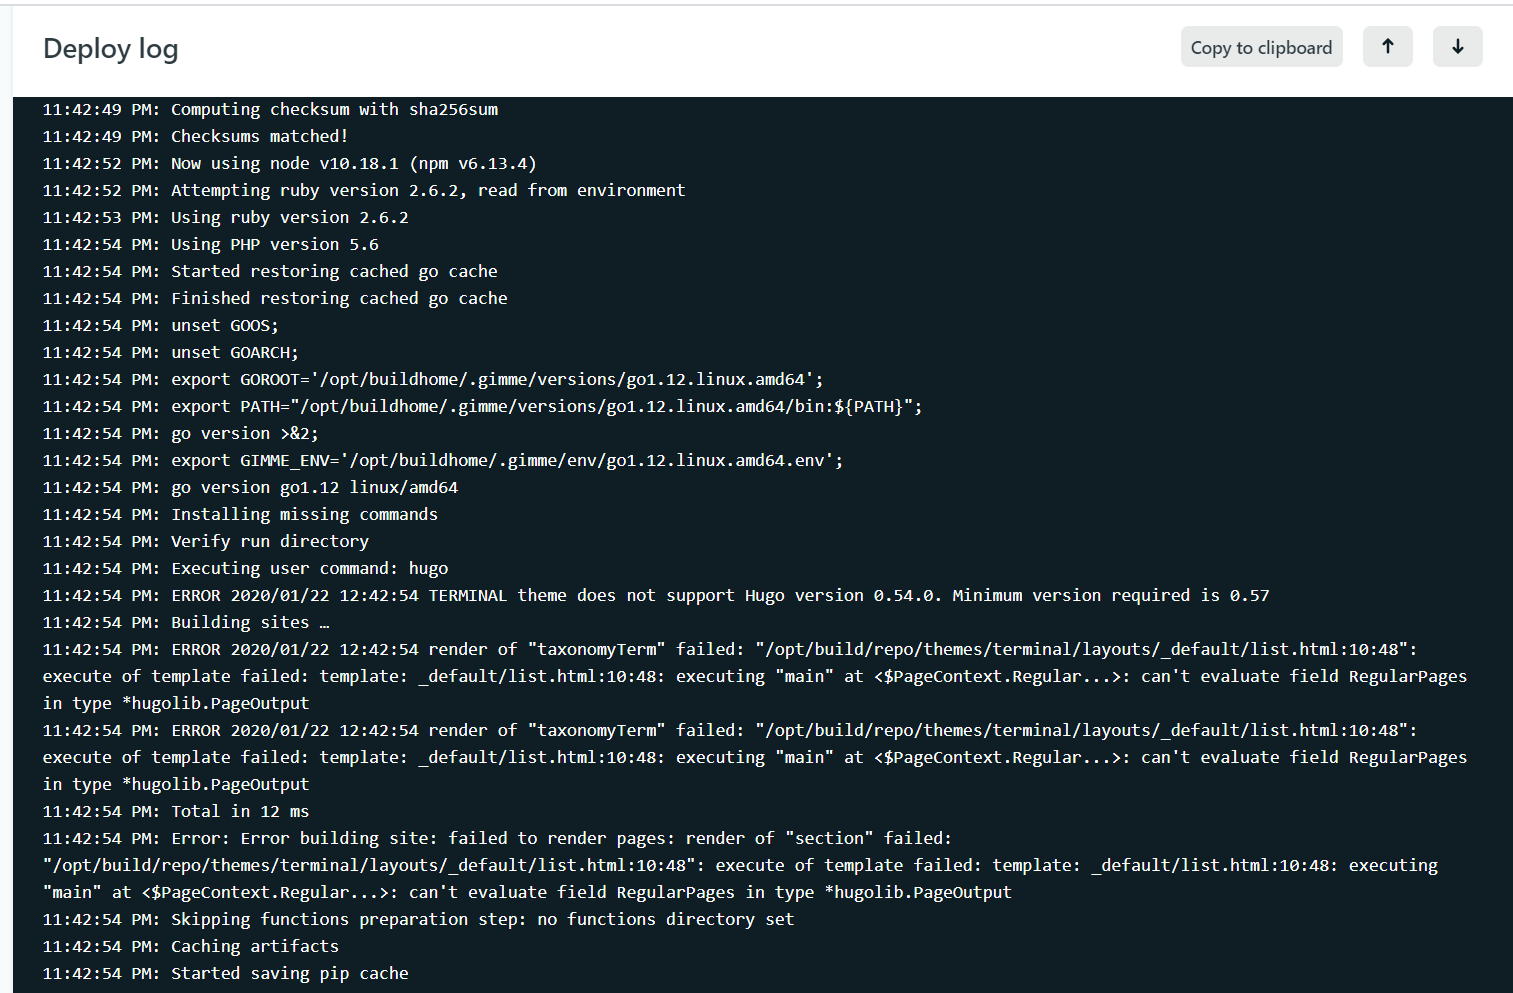 Deploy log
Copy to clipboard ↑ ↓
11:42:49 PM: Computing checksum with sha256sum
11:42:49 PM: Checksums matched!
11:42:52 PM: Now using node v10.18.1 (npm v6.13.4)
11:42:52 PM: Attempting ruby version 2.6.2, read from environment
11:42:53 PM: Using ruby version 2.6.2
11:42:54 PM: Using PHP version 5.6
11:42:54 PM: Started restoring cached go cache
11:42:54 PM: Finished restoring cached go cache
11:42:54 PM: unset GOOS;
11:42:54 PM: unset GOARCH;
11:42:54 PM: export GOROOT='/opt/buildhome/.gimme/versions/go1.12.linux.amd64';
11:42:54 PM: export PATH="/opt/buildhome/.gimme/versions/go1.12.linux.amd64/bin:${PATH}";
11:42:54 PM: go version >&2;
11:42:54 PM: export GIMME_ENV='/opt/buildhome/.gimme/env/go1.12.linux.amd64.env';
11:42:54 PM: go version go1.12 linux/amd64
11:42:54 PM: Installing missing commands
11:42:54 PM: Verify run directory
11:42:54 PM: Executing user command: hugo
11:42:54 PM: ERROR 2020/01/22 12:42:54 TERMINAL theme does not support Hugo version 0.54.0. Minimum version required is 0.57
11:42:54 PM: Building sites …
11:42:54 PM: ERROR 2020/01/22 12:42:54 render of "taxonomyTerm" failed: "/opt/build/repo/themes/terminal/layouts/_default/list.html:10:48":
execute of template failed: template: _default/list.html:10:48: executing "main" at <$PageContext.Regular...>: can't evaluate field RegularPages
in type *hugolib.PageOutput
11:42:54 PM: ERROR 2020/01/22 12:42:54 render of "taxonomyTerm" failed: "/opt/build/repo/themes/terminal/layouts/_default/list.html:10:48":
execute of template failed: template: _default/list.html:10:48: executing "main" at <$PageContext.Regular...>: can't evaluate field RegularPages
in type *hugolib.PageOutput
11:42:54 PM: Total in 12 ms
11:42:54 PM: Error: Error building site: failed to render pages: render of "section" failed:
"/opt/build/repo/themes/terminal/layouts/_default/list.html:10:48": execute of template failed: template: _default/list.html:10:48: executing
"main" at <$PageContext.Regular...>: can't evaluate field RegularPages in type *hugolib.PageOutput
11:42:54 PM: Skipping functions preparation step: no functions directory set
11:42:54 PM: Caching artifacts
11:42:54 PM: Started saving pip cache